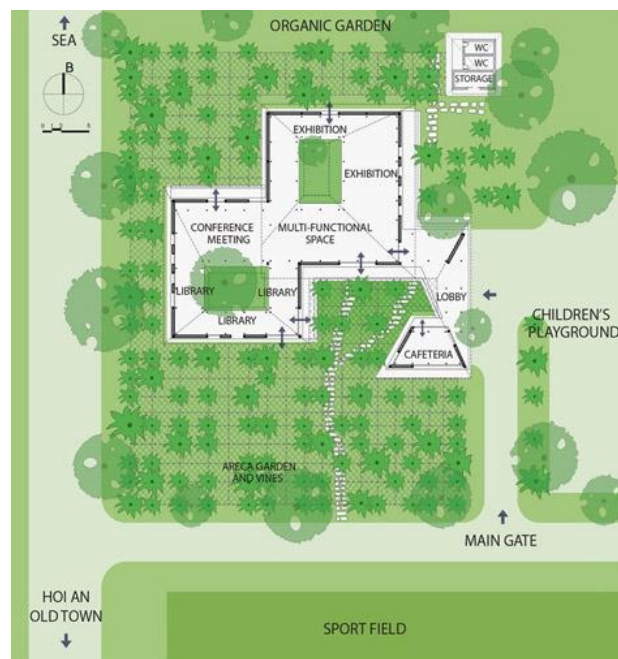 ORGANIC GARDEN
SEA
B
WC
WC
STORAGE
EXHIBITION
EXHIBITION
CONFERENCE
MEETING
MULTI-FUNCTIONAL
SPACE
LIBRARY
LIBRARY
LIBRARY
LOBBY
CAFETERIA
CHILDREN'S
PLAYGROUND
ARECA GARDEN
AND VINES
MAIN GATE
HOI AN
OLD TOWN
SPORT FIELD